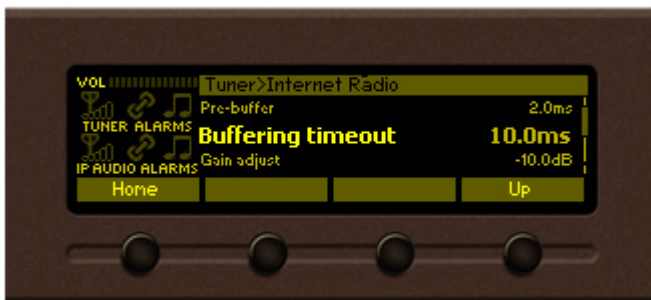 VOL
Tuner>Internet Radio
Pre-buffer 2.0ms
TUNER ALARMS
Buffering timeout 10.0ms
Gain adjust -10.0dB
IP AUDIO ALARMS
Home Up